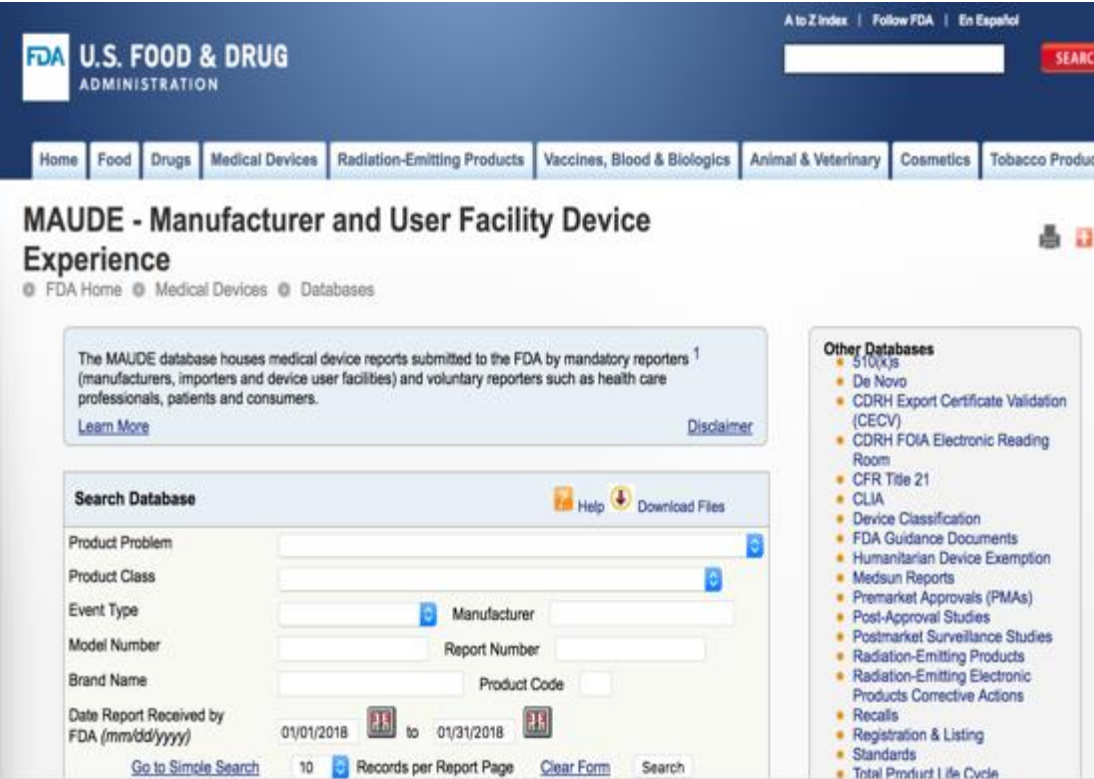 A to Z Index | Follow FDA | En Español
FDA U.S. FOOD & DRUG
ADMINISTRATION
SEARC
Home Food Drugs Medical Devices Radiation-Emitting Products Vaccines, Blood & Biologics Animal & Veterinary Cosmetics Tobacco Produc
MAUDE - Manufacturer and User Facility Device
Experience
FDA Home Medical Devices Databases
The MAUDE database houses medical device reports submitted to the FDA by mandatory reporters 1
(manufacturers, importers and device user facilities) and voluntary reporters such as health care
professionals, patients and consumers.
Learn More Disclaimer
Search Database ? Help Download Files
Product Problem
Product Class
Event Type Manufacturer
Model Number Report Number
Brand Name Product Code
Date Report Received by
FDA (mm/dd/yyyy) 01/01/2018 to 01/31/2018
Go to Simple Search 10 Records per Report Page Clear Form Search
Other Databases
510(k)s
De Novo
CDRH Export Certificate Validation
(CECV)
CDRH FOIA Electronic Reading
Room
CFR Title 21
CLIA
Device Classification
FDA Guidance Documents
Humanitarian Device Exemption
Medsun Reports
Premarket Approvals (PMAs)
Post-Approval Studies
Postmarket Surveillance Studies
Radiation-Emitting Products
Radiation-Emitting Electronic
Products Corrective Actions
Recalls
Registration & Listing
Standards
Total Product Life Cycle